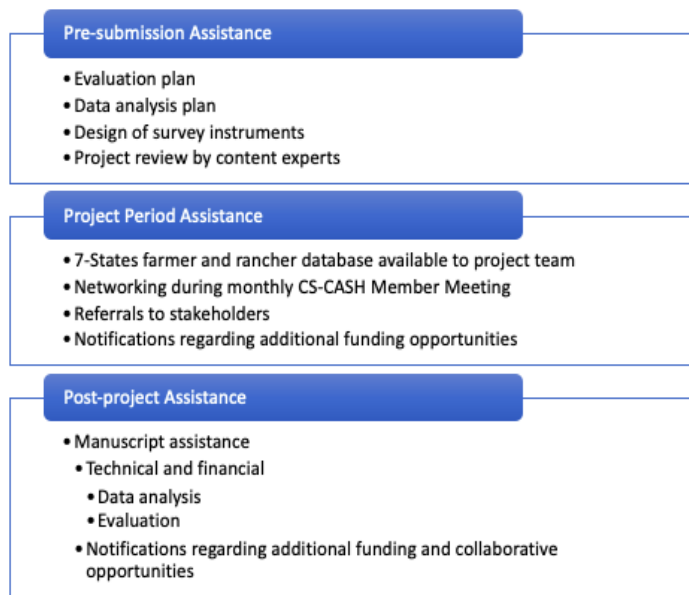 Pre-submission Assistance
• Evaluation plan
• Data analysis plan
• Design of survey instruments
• Project review by content experts
Project Period Assistance
• 7-States farmer and rancher database available to project team
• Networking during monthly CS-CASH Member Meeting
• Referrals to stakeholders
• Notifications regarding additional funding opportunities
Post-project Assistance
• Manuscript assistance
• Technical and financial
• Data analysis
• Evaluation
• Notifications regarding additional funding and collaborative
opportunities